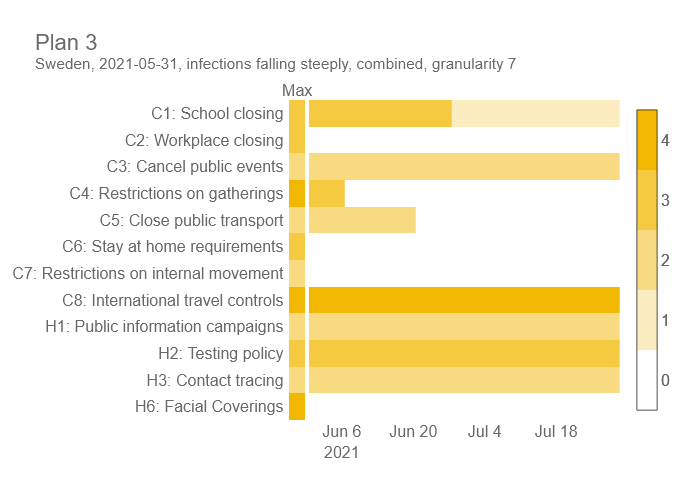 Plan 3
Sweden, 2021-05-31, infections falling steeply, combined, granularity 7
Max
C1: School closing
C2: Workplace closing
C3: Cancel public events
C4: Restrictions on gatherings
C5: Close public transport
C6: Stay at home requirements
C7: Restrictions on internal movement
C8: International travel controls
H1: Public information campaigns
H2: Testing policy
H3: Contact tracing
H6: Facial Coverings
Jun 6 Jun 20 Jul 4 Jul 18
2021
4
3
2
1
0